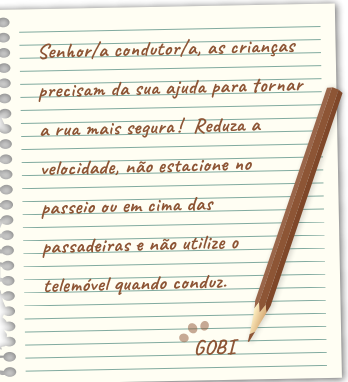 Senhor/a condutor/a, as crianças
precisam da sua ajuda para tornar
a rua mais segura! Reduza a
velocidade, não estacione no
passeio ou em cima das
passadeiras e não utilize o
telemóvel quando conduz.
GOBI